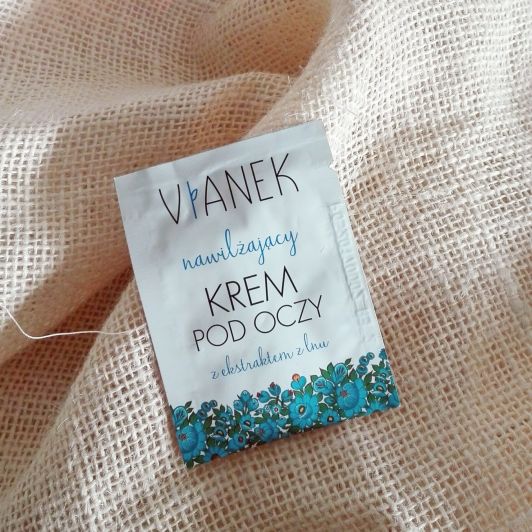 VIANEK
nawilżający
KREM
POD OCZY
z ekstraktem z lnu